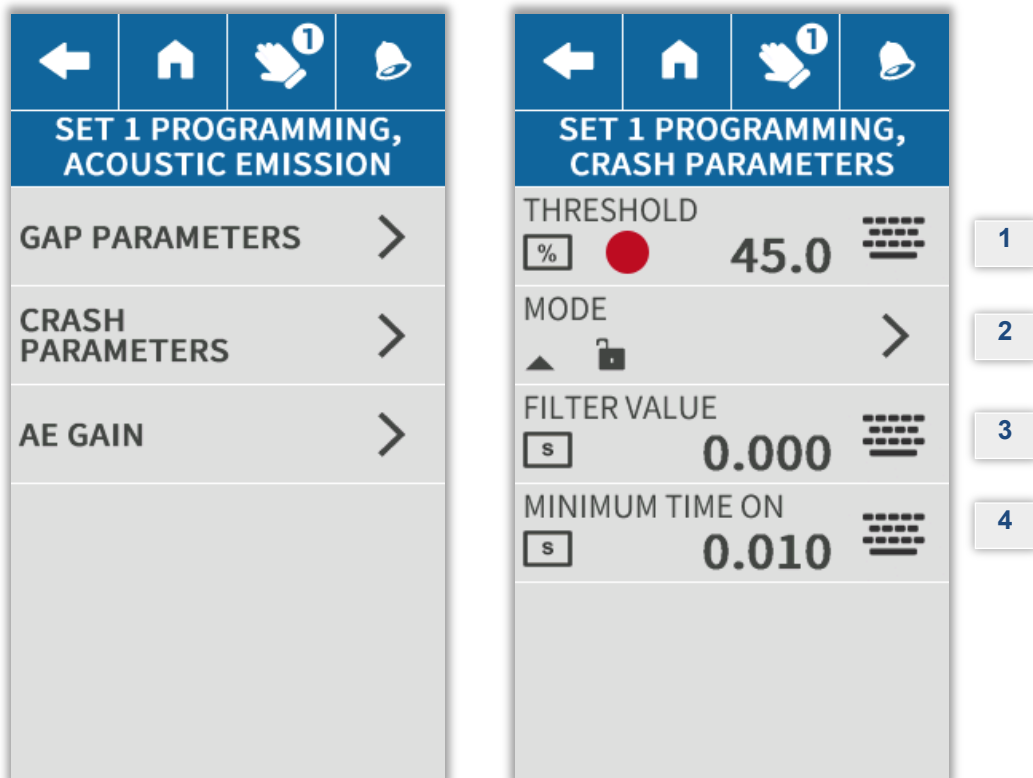 1
SET 1 PROGRAMMING,
ACOUSTIC EMISSION
GAP PARAMETERS
CRASH
PARAMETERS
AE GAIN
1
SET 1 PROGRAMMING,
CRASH PARAMETERS
THRESHOLD
% 45.0
1
MODE
2
FILTER VALUE
s 0.000
3
MINIMUM TIME ON
s 0.010
4